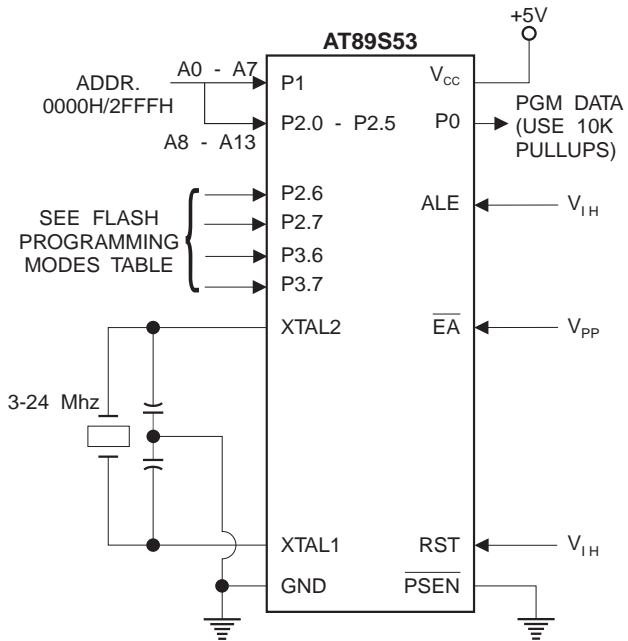 +5V
AT89S53
ADDR.
0000H/2FFFH
A0 - A7
P1
VCC
P2.0 - P2.5
P0
A8 - A13
PGM DATA
(USE 10K
PULLUPS)
SEE FLASH
PROGRAMMING
MODES TABLE
P2.6
P2.7
P3.6
P3.7
ALE
VIH
XTAL2
EA
VPP
3-24 Mhz
XTAL1
RST
VIH
GND
PSEN